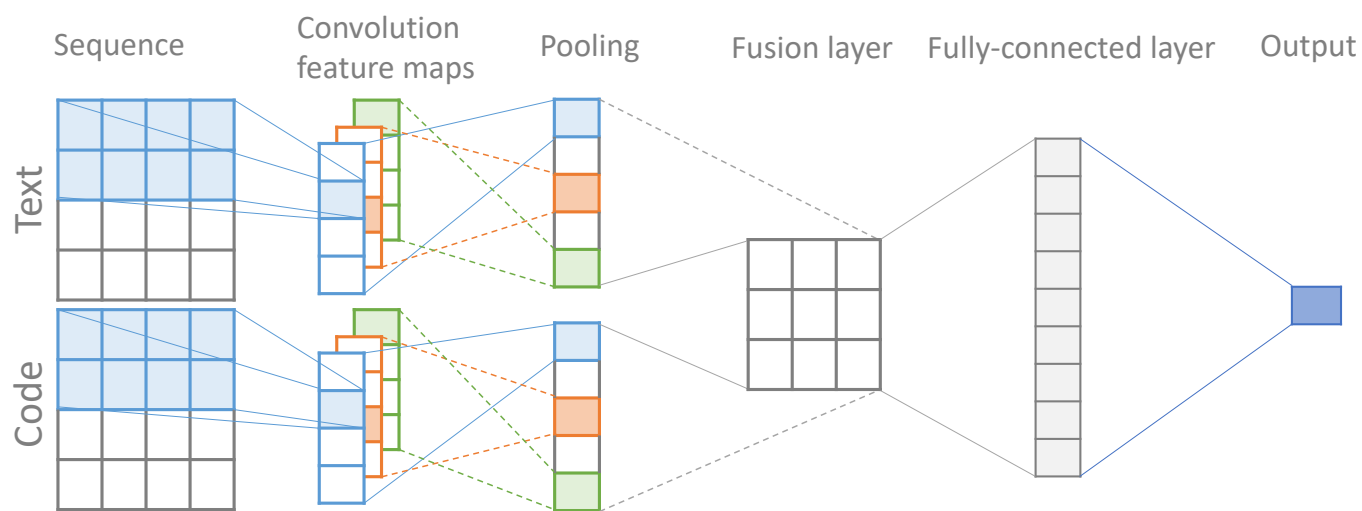 Sequence
Convolution
feature maps
Pooling
Fusion layer
Fully-connected layer
Output
Text
Code